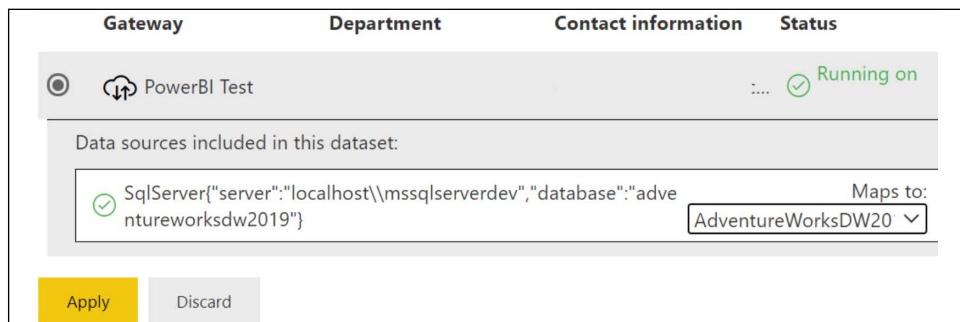 Gateway Department Contact information Status
PowerBI Test :... Running on
Data sources included in this dataset:
SqlServer{"server":"localhost\\mssqlserverdev","database":"adve
ntureworksdw2019"}
Maps to:
AdventureWorksDW20
Apply Discard